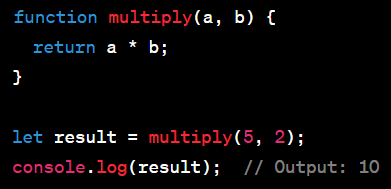 function multiply(a, b) {
  return a * b;
}

let result = multiply(5, 2);
console.log(result);  // Output: 10